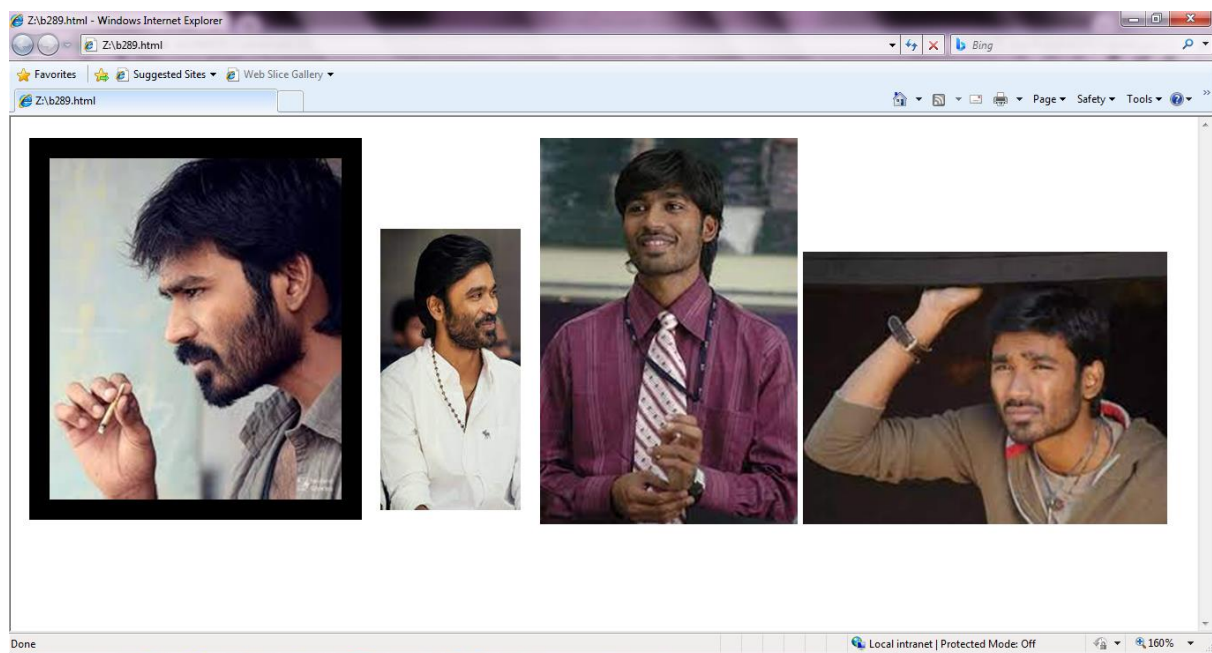 Z:\b289.html - Windows Internet Explorer
Z:\b289.html
Bing
Favorites Suggested Sites Web Slice Gallery
Z:\b289.html
Page Safety Tools
Done
Local intranet | Protected Mode: Off
160%